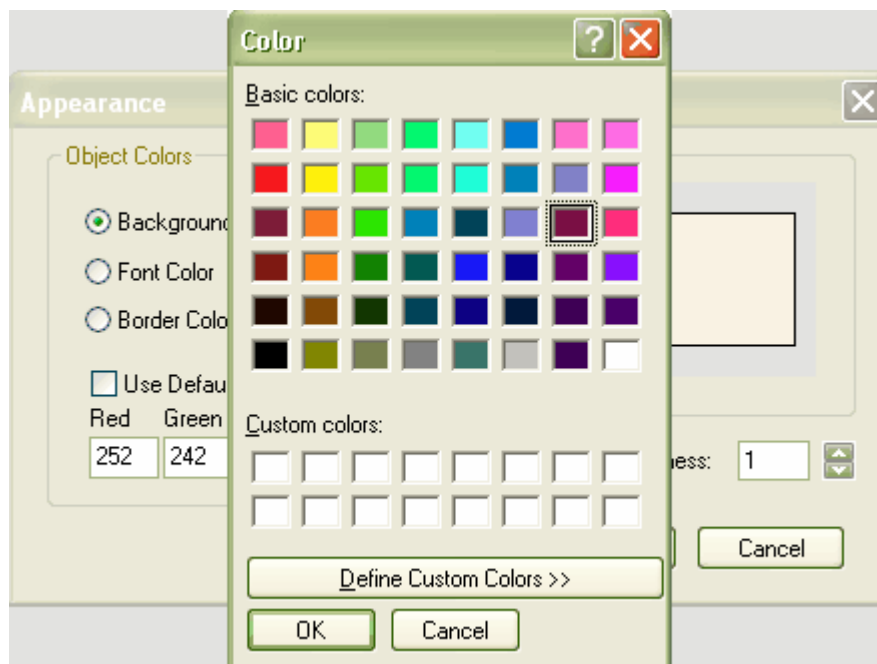 Color
Appearance
Basic colors:
Object Colors
Background
Font Color
Border Colo
Use Defau
Red Green
252 242
Custom colors:
ness: 1
Define Custom Colors >>
OK Cancel
Cancel